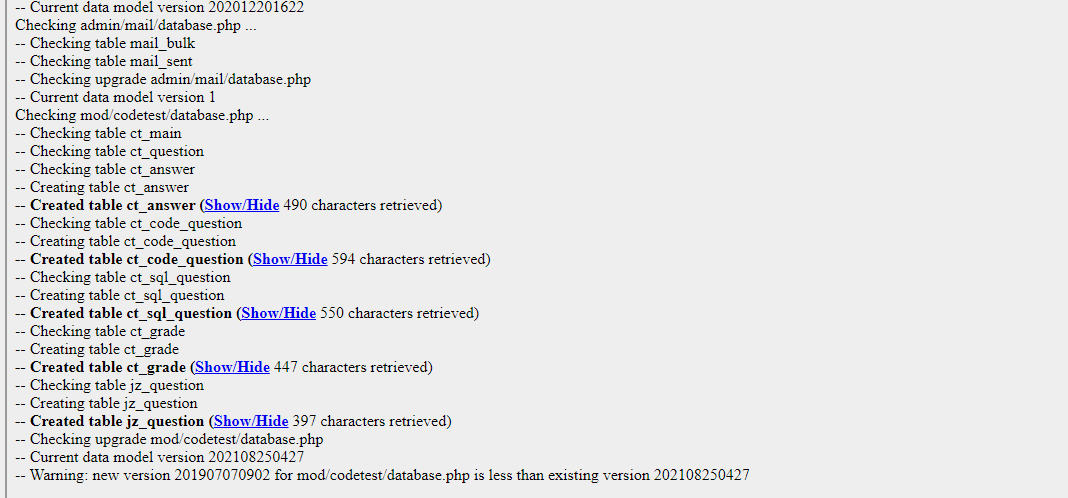 -- Current data model version 202012201622
Checking admin/mail/database.php ...
-- Checking table mail_bulk
-- Checking table mail_sent
-- Checking upgrade admin/mail/database.php
-- Current data model version 1
Checking mod/codetest/database.php ...
-- Checking table ct_main
-- Checking table ct_question
-- Checking table ct_answer
-- Creating table ct_answer
-- Created table ct_answer (Show/Hide 490 characters retrieved)
-- Checking table ct_code_question
-- Creating table ct_code_question
-- Created table ct_code_question (Show/Hide 594 characters retrieved)
-- Checking table ct_sql_question
-- Creating table ct_sql_question
-- Created table ct_sql_question (Show/Hide 550 characters retrieved)
-- Checking table ct_grade
-- Creating table ct_grade
-- Created table ct_grade (Show/Hide 447 characters retrieved)
-- Checking table jz_question
-- Creating table jz_question
-- Created table jz_question (Show/Hide 397 characters retrieved)
-- Checking upgrade mod/codetest/database.php
-- Current data model version 202108250427
-- Warning: new version 201907070902 for mod/codetest/database.php is less than existing version 202108250427